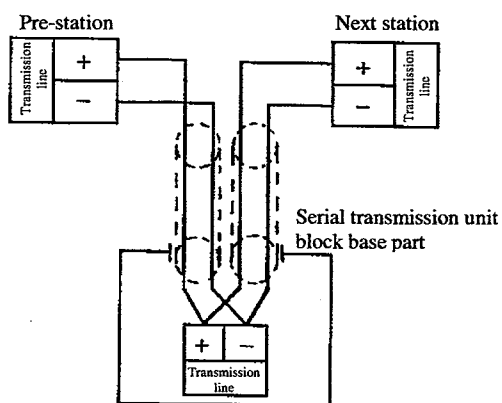 Pre-station
Next station
Transmission
line
+
−
+
−
Transmission
line
Serial transmission unit
block base part
+
−
Transmission
line